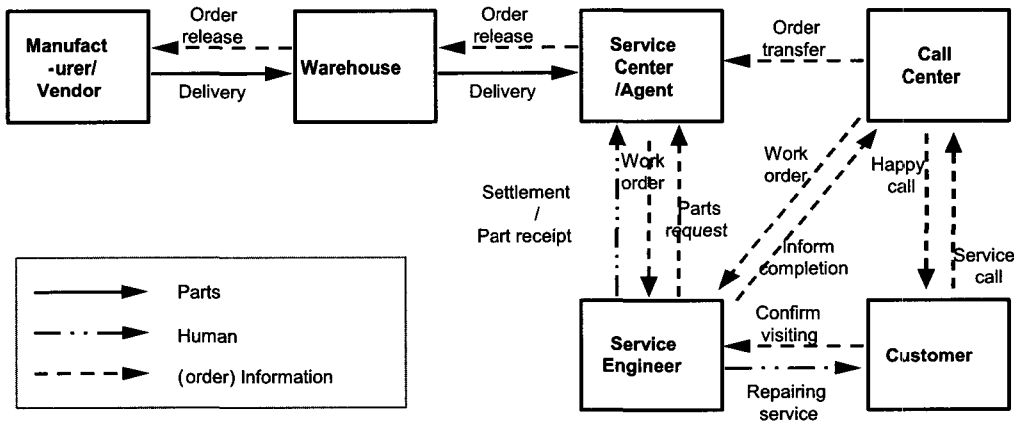 Manufact
-urer/
Vendor
Order
release
Delivery
Warehouse
Order
release
Delivery
Service
Center
/Agent
Order
transfer
Call
Center
Settlement
/
Part receipt
Work
order
Parts
request
Work
order
Inform
completion
Happy
call
Service
call
Parts
Human
(order) Information
Service
Engineer
Confirm
visiting
Repairing
service
Customer